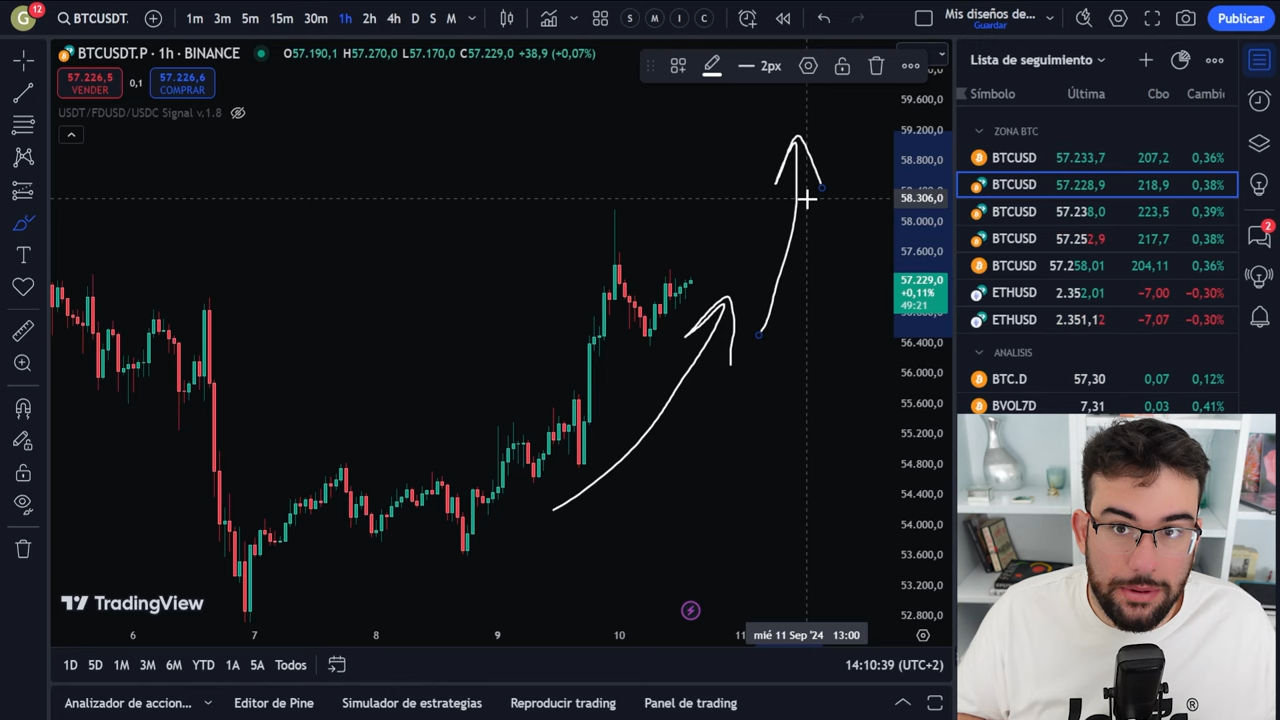 G
12
BTCUSDT.
1m 3m 5m 15m 30m 1h 2h 4h D S M
S M I C
Mis diseños de...
Guardar
Publicar
BTCUSDT.P · 1h · BINANCE
O57.190,1 H57.270,0 L57.170,0 C57.229,0 +38,9 (+0,07%)
57.226,5
VENDER
0,1
57.226,6
COMPRAR
USDT/FDUSD/USDC Signal v.1.8
2px
59.600,0
59.200,0
58.800,0
58.306,0
58.000,0
57.600,0
57.229,0
+0,11%
49:21
56.400,0
56.000,0
55.600,0
55.200,0
54.800,0
54.400,0
54.000,0
53.600,0
53.200,0
52.800,0
TradingView
6 7 8 9 10 11
mié 11 Sep '24 13:00
1D 5D 1M 3M 6M YTD 1A 5A Todos
14:10:39 (UTC+2)
Analizador de accion... Editor de Pine Simulador de estrategias Reproducir trading Panel de trading
Lista de seguimiento
Símbolo Última Cbo Cambi
ZONA BTC
BTCUSD 57.233,7 207,2 0,36%
BTCUSD 57.228,9 218,9 0,38%
BTCUSD 57.238,0 223,5 0,39%
BTCUSD 57.252,9 217,7 0,38%
BTCUSD 57.258,01 204,11 0,36%
ETHUSD 2.352,01 −7,00 −0,30%
ETHUSD 2.351,12 −7,07 −0,30%
ANALISIS
BTC.D 57,30 0,07 0,12%
BVOL7D 7,31 0,03 0,41%
2
®